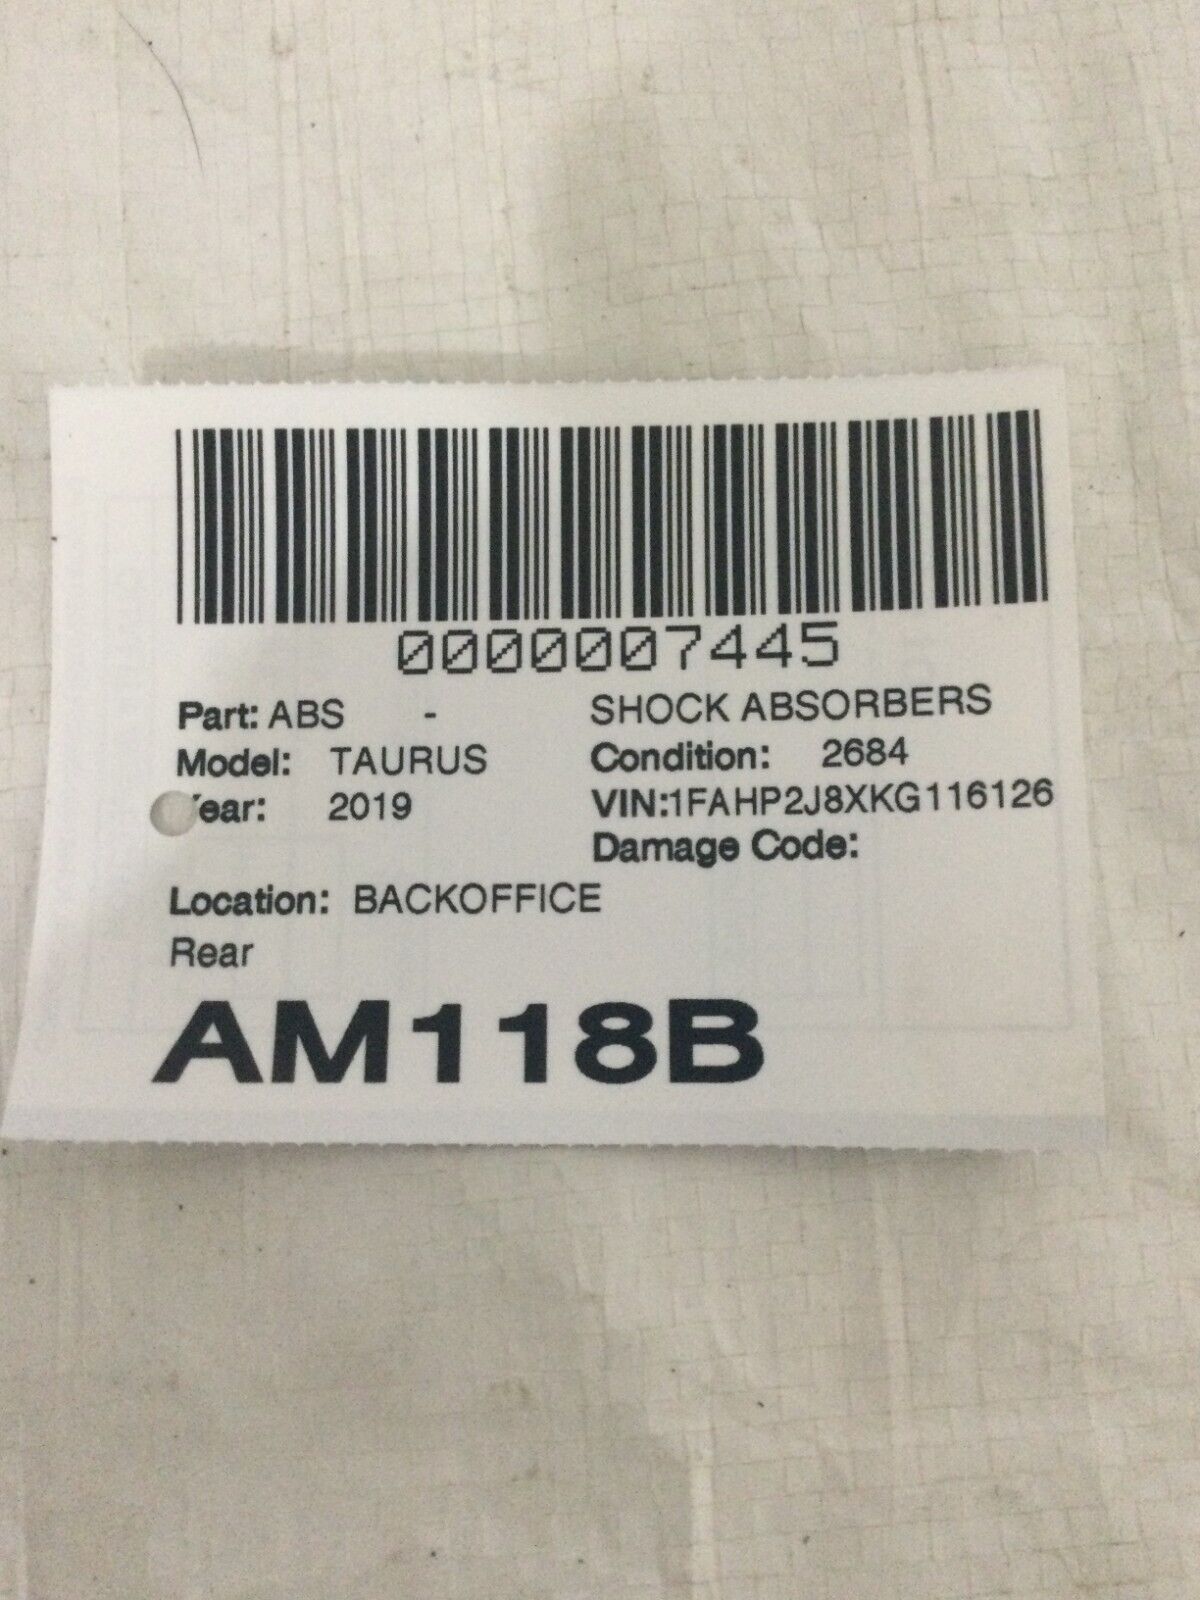 0000007445
Part: ABS - SHOCK ABSORBERS
Model: TAURUS Condition: 2684
ear: 2019 VIN:1FAHP2J8XKG116126
Damage Code:
Location: BACKOFFICE
Rear
AM118B